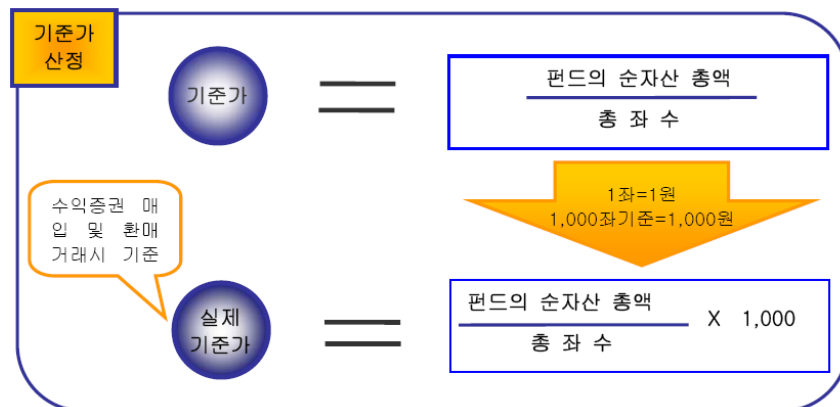 기준가
산정
기준가
펀드의 순자산 총액
총 좌 수
1좌=1원
1,000좌기준=1,000원
수익증권 매
입 및 환매
거래시 기준
실제
기준가
펀드의 순자산 총액
X 1,000
총 좌 수